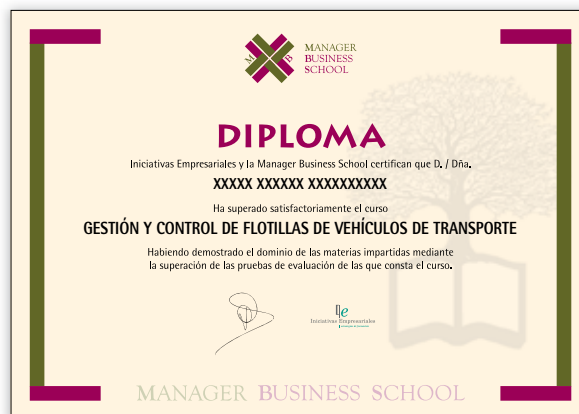 M B
MANAGER
BUSINESS
SCHOOL
DIPLOMA
Iniciativas Empresariales y la Manager Business School certifican que D. / Dña.
XXXXX XXXXXX XXXXXXXXXX
Ha superado satisfactoriamente el curso
GESTIÓN Y CONTROL DE FLOTILLAS DE VEHÍCULOS DE TRANSPORTE
Habiendo demostrado el dominio de las materias impartidas mediante
la superación de las pruebas de evaluación de las que consta el curso.
Iniciativas Empresariales
MANAGER BUSINESS SCHOOL